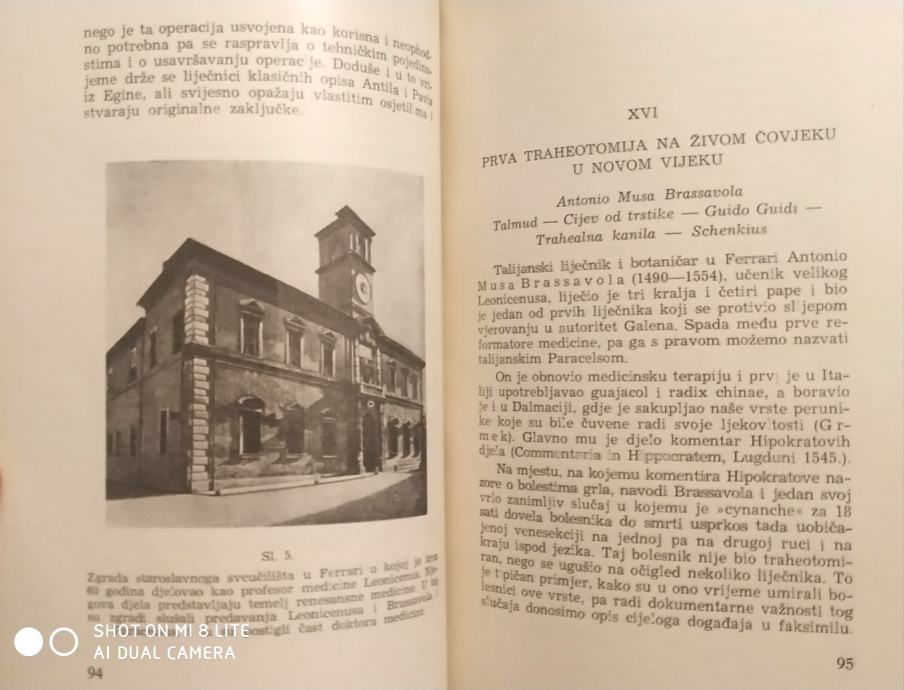 nego je ta operacija usvojena kao korisna i neophod-
no potrebna pa se raspravlja o tehničkim pojedino-
stima i o usavršavanju operac je. Doduše i u to vri-
jeme drže se liječnici klasičnih opisa Antila i Pavla
iz Egine, ali svijesno opažaju vlastitim osjetil ma i
stvaraju originalne zaključke.
Sl. 5.
Zgrada staroslavnoga sveučilišta u Ferrari u kojoj je
60 godina djelovao kao profesor medicine Leonicenus. Nje-
gova djela predstavljaju temelj renesansne medicine. U
su zgradi slušali predavanja Leonicenusa i Brassavola i
postigli čast doktora medicine.
SHOT ON MI 8 LITE
AI DUAL CAMERA
94
XVI
PRVA TRAHEOTOMIJA NA ŽIVOM ČOVJEKU
U NOVOM VIJEKU
Antonio Musa Brassavola
Talmud — Cijev od trstike — Guido Guidi —
Trahealna kanila — Schenkius
Talijanski liječnik i botaničar u Ferrari Antonio
Musa Brassavola (1490—1554), učenik velikog
Leonicenusa, liječio je tri kralja i četiri pape i bio
je jedan od prvih liječnika koji se protivio sl jepom
vjerovanju u autoritet Galena. Spada među prve re-
formatore medicine, pa ga s pravom možemo nazvati
talijanskim Paracelsom.
On je obnovio medicinsku terapiju i prvi je u Ita-
liji upotrebljavao guajacol i radix chinae, a boravio
je i u Dalmaciji, gdje je sakupljao naše vrste peruni-
ke koje su bile čuvene radi svoje ljekov tosti (Gr-
mek). Glavno mu je djelo komentar Hipokratovih
djela (Commentaria in Hippocratem, Lugduni 1545.).
Na mjestu, na kojemu komentira Hipokratove na-
zore o bolestima grla, navodi Brassavola i jedan svoj
vrlo zanimljiv slučaj u kojemu je »cynanche« za 18
sati dovela bolesnika do smrti usprkos tada uobiča-
jenoj venesekciji na jednoj pa na drugoj ruci i na
kraju ispod jezika. Taj bolesnik nije bio traheotomi-
ran, nego se ugušio na očigled nekoliko liječnika. To
je t pičan primjer, kako su u ono vrijeme umirali bo-
lesnici ove vrste, pa radi dokumentarne važnosti tog
slučaja donosimo opis cijeloga događaja u faksimilu.
95